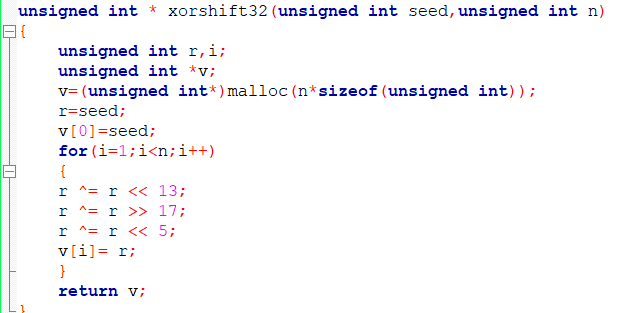 unsigned int * xorshift32(unsigned int seed,unsigned int n)
{
    unsigned int r,i;
    unsigned int *v;
    v=(unsigned int*)malloc(n*sizeof(unsigned int));
    r=seed;
    v[0]=seed;
    for(i=1;i<n;i++)
    {
    r ^= r << 13;
    r ^= r >> 17;
    r ^= r << 5;
    v[i]= r;
    }
    return v;
}